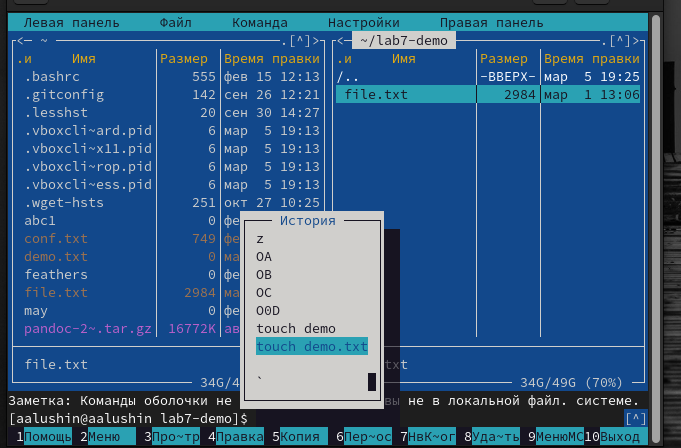 Левая панель Файл Команда Настройки Правая панель
<─ ~ .[^]>
.и Имя Размер Время правки
.bashrc 555 фев 15 12:13
.gitconfig 142 сен 26 12:21
.lesshst 20 сен 30 14:27
.vboxcli~ard.pid 6 мар 5 19:13
.vboxcli~x11.pid 6 мар 5 19:13
.vboxcli~rop.pid 6 мар 5 19:13
.vboxcli~ess.pid 6 мар 5 19:13
.wget-hsts 251 окт 27 10:25
abc1 0 фе
conf.txt 749 фе
demo.txt 0 ма
feathers 0 фе
file.txt 2984 ма
may 0 фе
pandoc-2~.tar.gz 16772K ав
file.txt
34G/4
<─ ~/lab7-demo .[^]>
.и Имя Размер Время правки
/.. -ВВЕРХ- мар 5 19:25
file.txt 2984 мар 1 13:06
xt
34G/49G (70%)
История
z
OA
OB
OC
O0D
touch demo
touch demo.txt
`
Заметка: Команды оболочки не вы не в локальной файл. системе.
[aalushin@aalushin lab7-demo]$ [^]
1Помощь 2Меню 3Про~тр 4Правка 5Копия 6Пер~ос 7НвК~ог 8Уда~ть 9МенюMC 10Выход